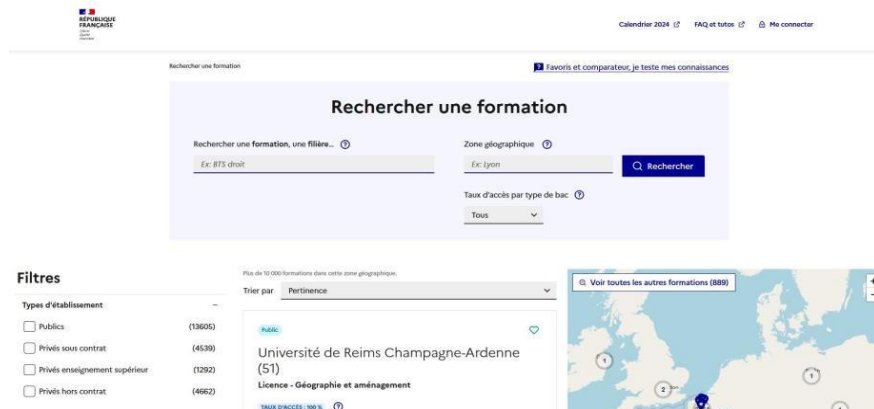 RÉPUBLIQUE
FRANÇAISE
Calendrier 2024
FAQ et tutos
Me connecter
Rechercher une formation
Favoris et comparateur, je teste mes connaissances
Rechercher une formation
Rechercher une formation, une filière...
Zone géographique
Ex: BTS droit
Ex: Lyon
Rechercher
Taux d'accès par type de bac
Tous
Filtres
Plus de 10 000 formations dans cette zone géographique.
Trier par
Pertinence
Voir toutes les autres formations (889)
Types d'établissement
Publics (13605)
Privés sous contrat (4539)
Privés enseignement supérieur (1292)
Privés hors contrat (4662)
Public
Université de Reims Champagne-Ardenne
(51)
Licence - Géographie et aménagement
TAUX D'ACCÈS : 100 %
1
1
2